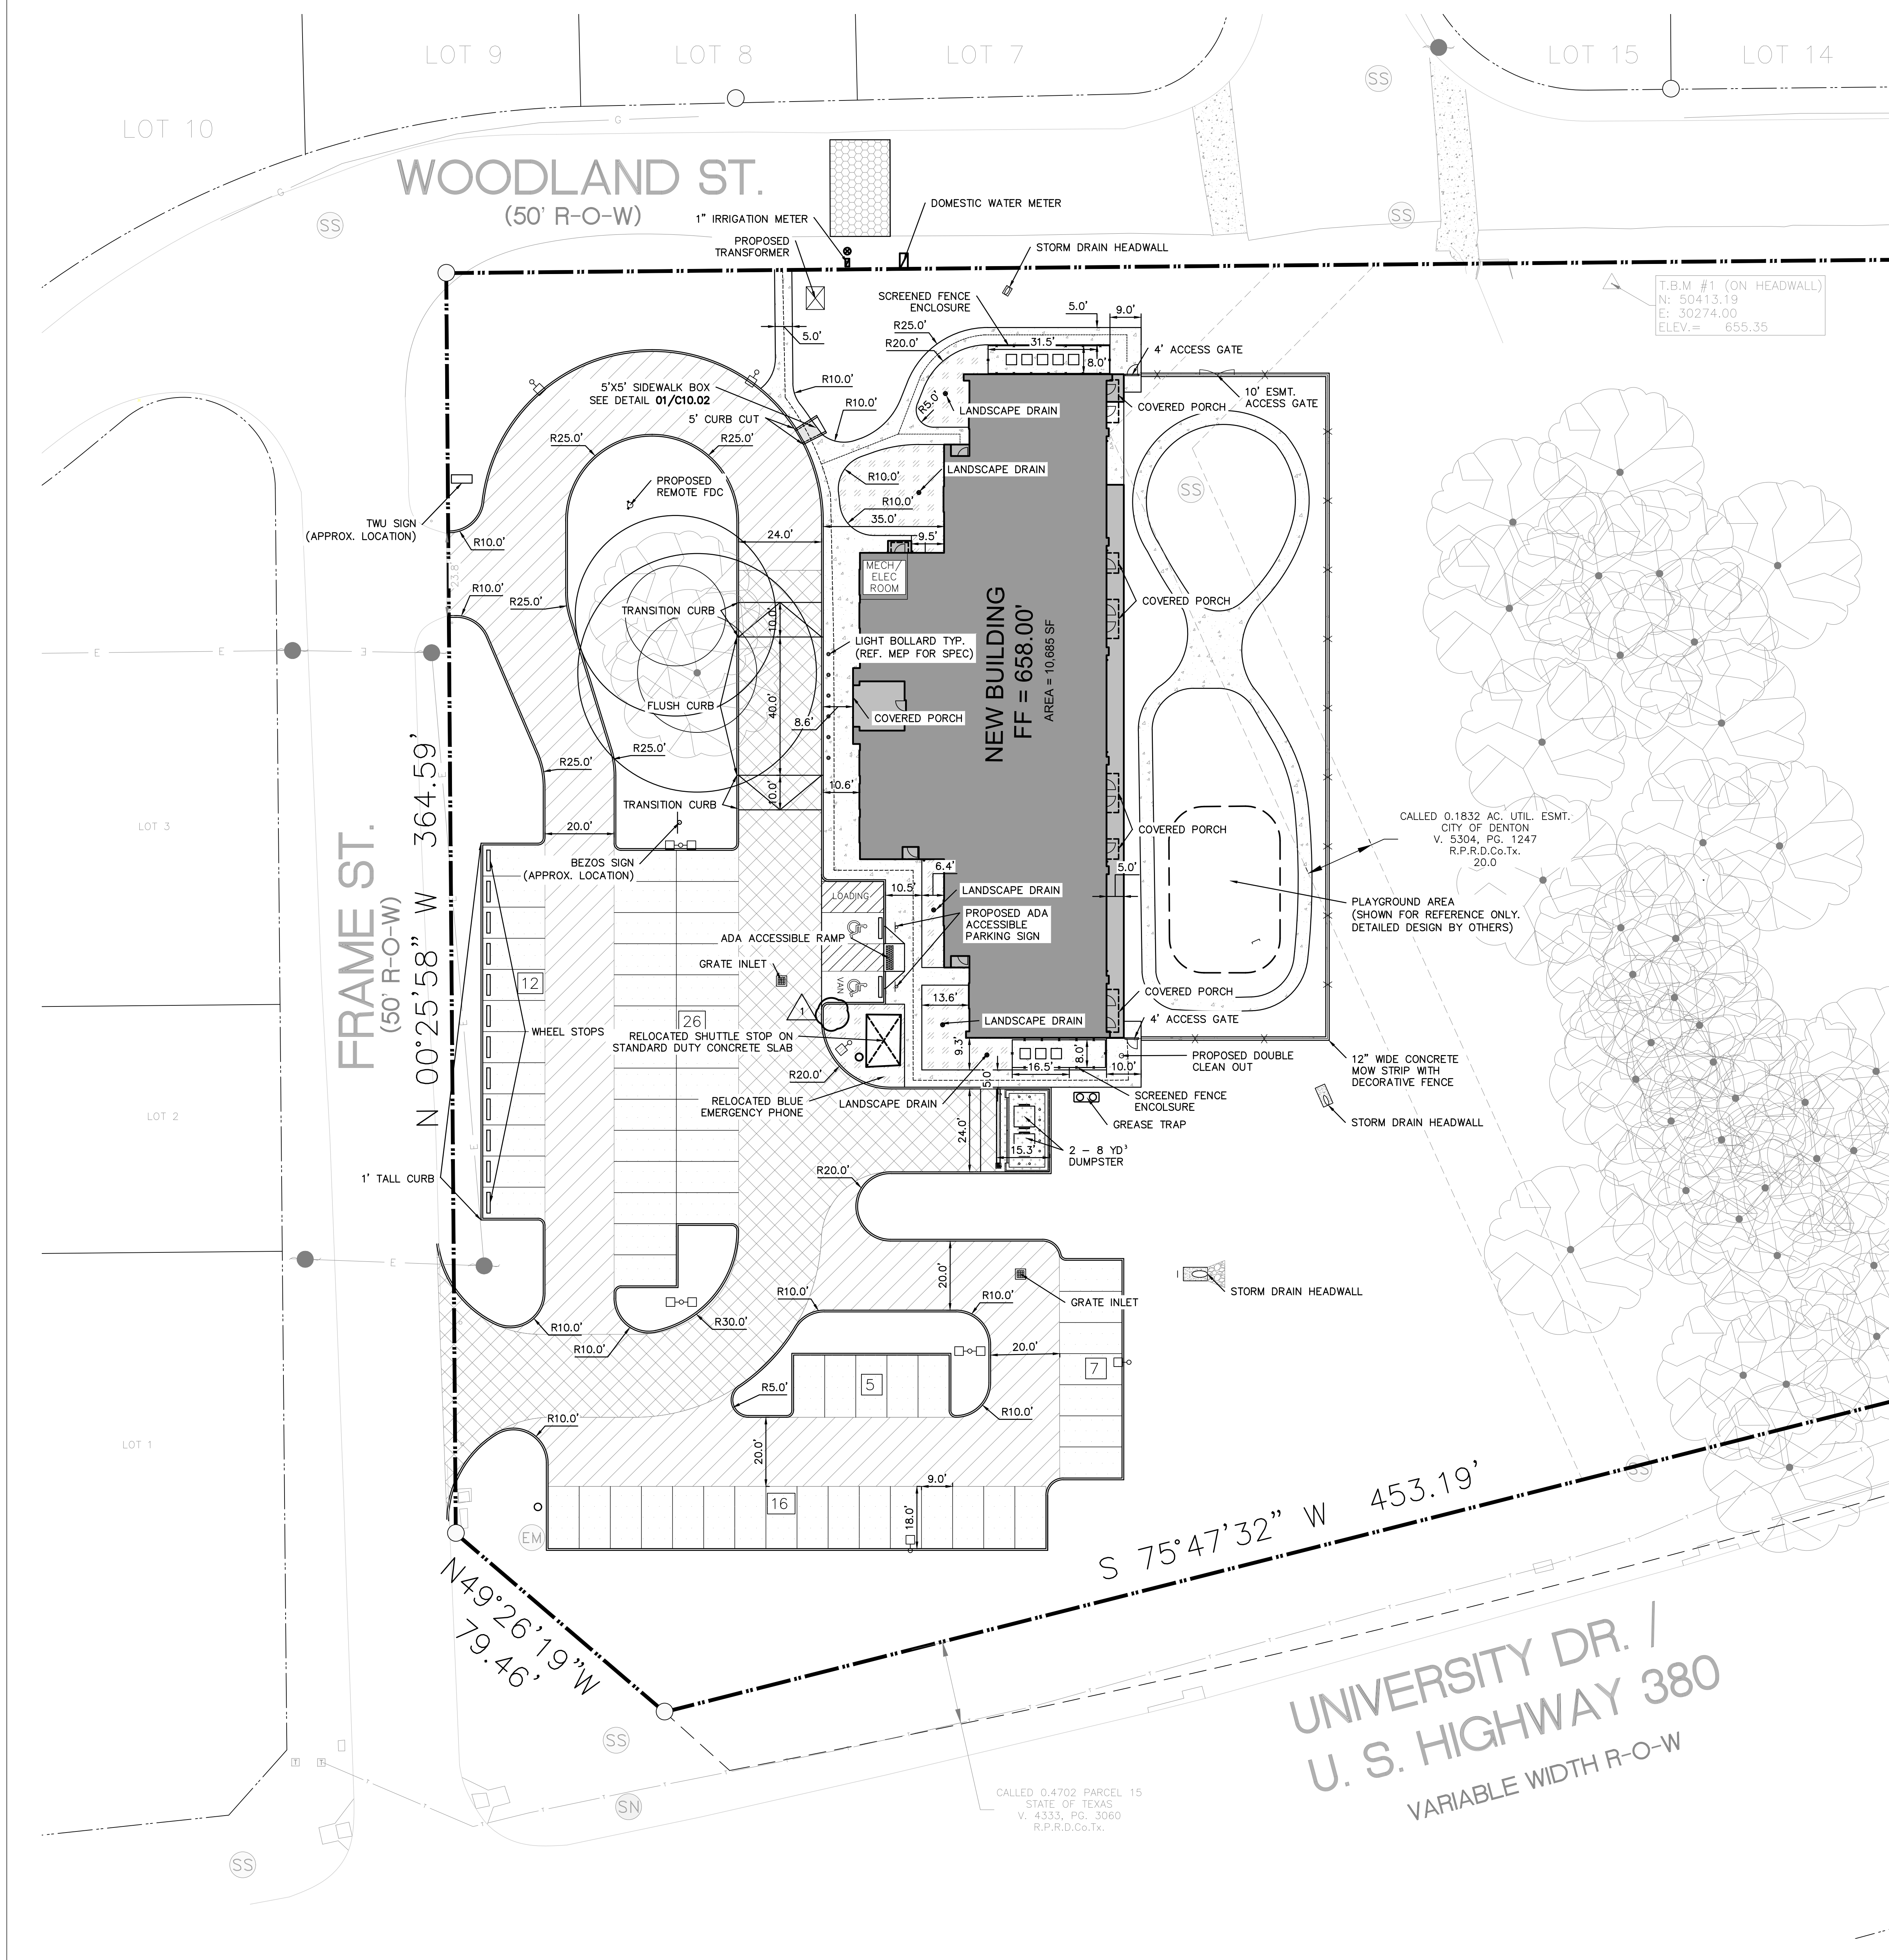 LOT 9
LOT 8
LOT 7
LOT 15
LOT 14
LOT 10
SS
G
G
WOODLAND ST.
(50' R-O-W)
SS
SS
DOMESTIC WATER METER
1" IRRIGATION METER
PROPOSED
TRANSFORMER
STORM DRAIN HEADWALL
T.B.M #1 (ON HEADWALL)
N: 50413.19
E: 30274.00
ELEV.= 655.35
SCREENED FENCE
ENCLOSURE
5.0'
9.0'
R25.0'
R20.0'
5.0'
31.5'
8.0'
4' ACCESS GATE
10' ESMT.
ACCESS GATE
5'X5' SIDEWALK BOX
SEE DETAIL 01/C10.02
R10.0'
R10.0'
R5.0'
LANDSCAPE DRAIN
COVERED PORCH
5' CURB CUT
R25.0'
R25.0'
LANDSCAPE DRAIN
R10.0'
R10.0'
SS
PROPOSED
REMOTE FDC
TWU SIGN
(APPROX. LOCATION)
R10.0'
35.0'
24.0'
9.5'
MECH/
ELEC
ROOM
23.8'
R10.0'
R25.0'
TRANSITION CURB
10.0'
COVERED PORCH
LIGHT BOLLARD TYP.
(REF. MEP FOR SPEC)
NEW BUILDING
FF = 658.00'
AREA = 10,685 SF
E
E
E
FLUSH CURB
40.0'
8.6'
COVERED PORCH
R25.0'
R25.0'
10.6'
10.0'
TRANSITION CURB
N 00°25'58" W 364.59'
LOT 3
20.0'
COVERED PORCH
CALLED 0.1832 AC. UTIL. ESMT.
CITY OF DENTON
V. 5304, PG. 1247
R.P.R.D.Co.Tx.
20.0
BEZOS SIGN
(APPROX. LOCATION)
6.4'
5.0'
FRAME ST.
(50' R-O-W)
LOADING
10.5'
LANDSCAPE DRAIN
PLAYGROUND AREA
(SHOWN FOR REFERENCE ONLY.
DETAILED DESIGN BY OTHERS)
PROPOSED ADA
ACCESSIBLE
PARKING SIGN
ADA ACCESSIBLE RAMP
GRATE INLET
VAN
12
13.6'
COVERED PORCH
1
26
LANDSCAPE DRAIN
4' ACCESS GATE
WHEEL STOPS
RELOCATED SHUTTLE STOP ON
STANDARD DUTY CONCRETE SLAB
9.3'
8.0'
PROPOSED DOUBLE
CLEAN OUT
12" WIDE CONCRETE
MOW STRIP WITH
DECORATIVE FENCE
R20.0'
5.0'
16.5'
10.0'
RELOCATED BLUE
EMERGENCY PHONE
LANDSCAPE DRAIN
SCREENED FENCE
ENCOLSURE
LOT 2
GREASE TRAP
STORM DRAIN HEADWALL
24.0'
15.3'
2 - 8 YD³
DUMPSTER
1' TALL CURB
R20.0'
E
20.0'
GRATE INLET
STORM DRAIN HEADWALL
R10.0'
R10.0'
R10.0'
R30.0'
R10.0'
20.0'
7
5
R5.0'
R10.0'
R10.0'
LOT 1
20.0'
9.0'
16
18.0'
EM
SS
S 75°47'32" W 453.19'
N49°26'19"W
79.46'
UNIVERSITY DR. /
U. S. HIGHWAY 380
VARIABLE WIDTH R-O-W
SS
CALLED 0.4702 PARCEL 15
STATE OF TEXAS
V. 4333, PG. 3060
R.P.R.D.Co.Tx.
SN
SS